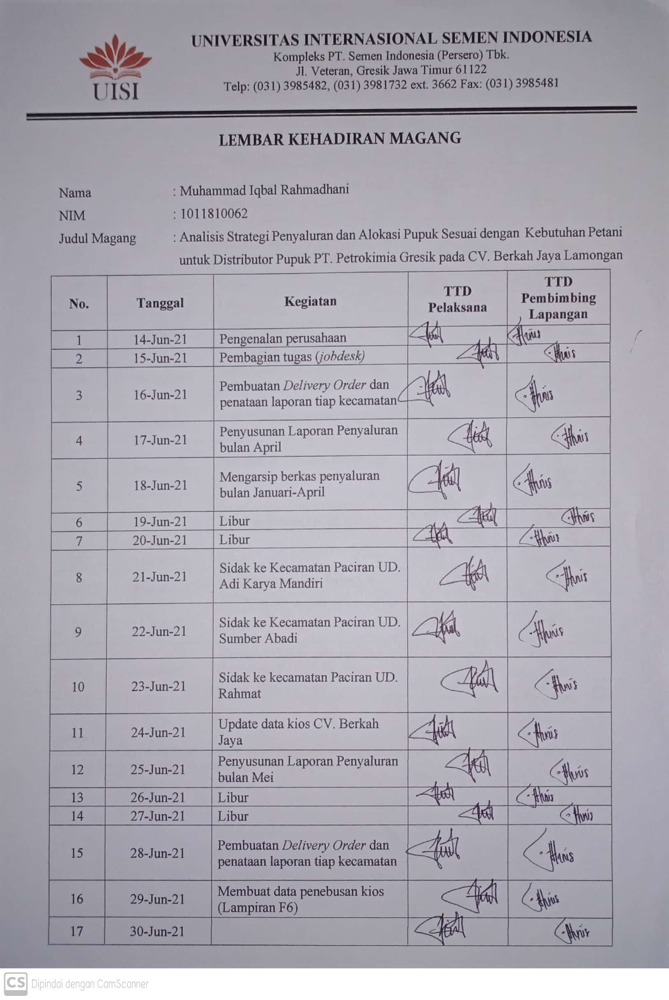 UISI
UNIVERSITAS INTERNASIONAL SEMEN INDONESIA
Kompleks PT. Semen Indonesia (Persero) Tbk.
Jl. Veteran, Gresik Jawa Timur 61122
Telp: (031) 3985482, (031) 3981732 ext. 3662 Fax: (031) 3985481
LEMBAR KEHADIRAN MAGANG
Nama : Muhammad Iqbal Rahmadhani
NIM : 1011810062
Judul Magang : Analisis Strategi Penyaluran dan Alokasi Pupuk Sesuai dengan Kebutuhan Petani
untuk Distributor Pupuk PT. Petrokimia Gresik pada CV. Berkah Jaya Lamongan
No. Tanggal Kegiatan TTD Pelaksana TTD Pembimbing Lapangan
1 14-Jun-21 Pengenalan perusahaan
2 15-Jun-21 Pembagian tugas (jobdesk)
3 16-Jun-21 Pembuatan Delivery Order dan
penataan laporan tiap kecamatan
4 17-Jun-21 Penyusunan Laporan Penyaluran
bulan April
5 18-Jun-21 Mengarsip berkas penyaluran
bulan Januari-April
6 19-Jun-21 Libur
7 20-Jun-21 Libur
8 21-Jun-21 Sidak ke Kecamatan Paciran UD.
Adi Karya Mandiri
9 22-Jun-21 Sidak ke Kecamatan Paciran UD.
Sumber Abadi
10 23-Jun-21 Sidak ke kecamatan Paciran UD.
Rahmat
11 24-Jun-21 Update data kios CV. Berkah
Jaya
12 25-Jun-21 Penyusunan Laporan Penyaluran
bulan Mei
13 26-Jun-21 Libur
14 27-Jun-21 Libur
15 28-Jun-21 Pembuatan Delivery Order dan
penataan laporan tiap kecamatan
16 29-Jun-21 Membuat data penebusan kios
(Lampiran F6)
17 30-Jun-21
CS Dipindai dengan CamScanner